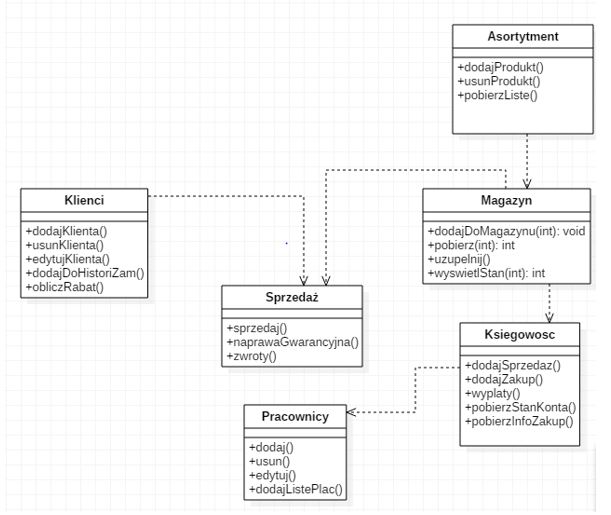 Asortytment
+dodajProdukt()
+usunProdukt()
+pobierzListe()
Klienci
+dodajKlienta()
+usunKlienta()
+edytujKlienta()
+dodajDoHistoriZam()
+obliczRabat()
Magazyn
+dodajDoMagazynu(int): void
+pobierz(int): int
+uzupelnij()
+wyswietlStan(int): int
Sprzedaż
+sprzedaj()
+naprawaGwarancyjna()
+zwroty()
Ksiegowosc
+dodajSprzedaz()
+dodajZakup()
+wyplaty()
+pobierzStanKonta()
+pobierzInfoZakup()
Pracownicy
+dodaj()
+usun()
+edytuj()
+dodajListePlac()